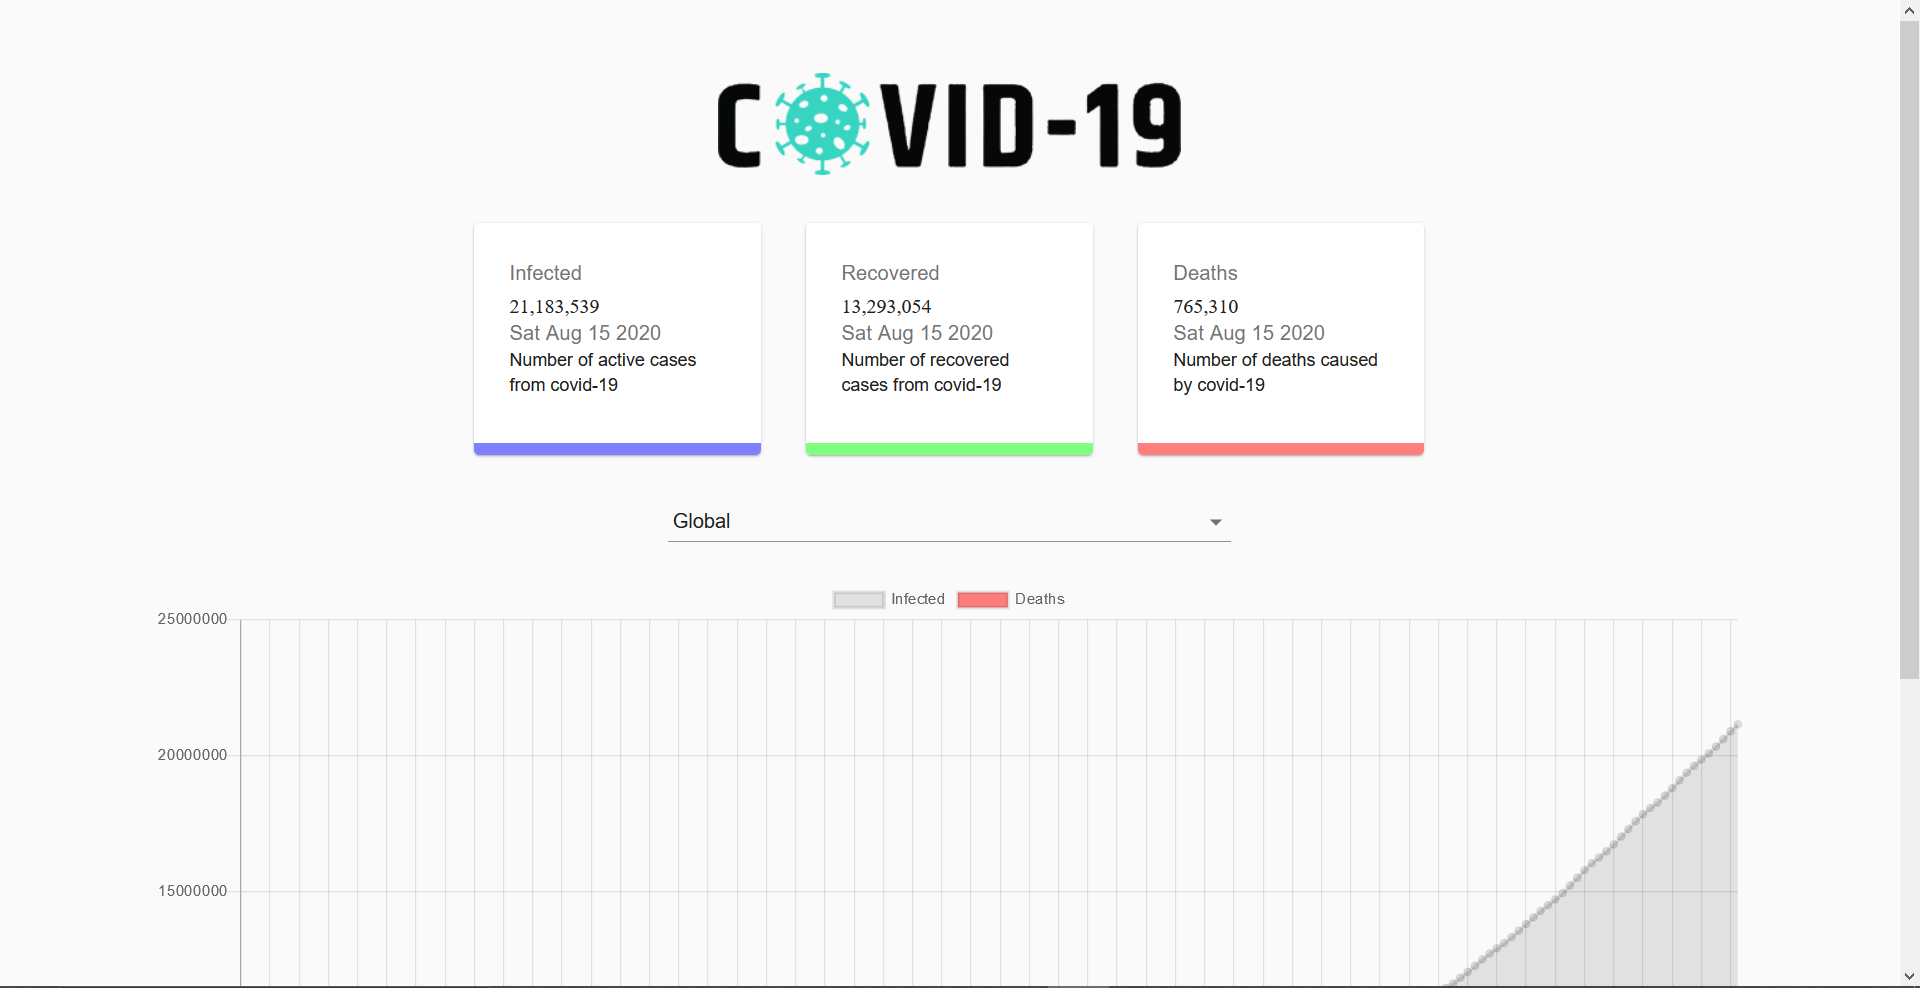 COVID-19
Infected
21,183,539
Sat Aug 15 2020
Number of active cases
from covid-19
Recovered
13,293,054
Sat Aug 15 2020
Number of recovered
cases from covid-19
Deaths
765,310
Sat Aug 15 2020
Number of deaths caused
by covid-19
Global
Infected Deaths
25000000
20000000
15000000